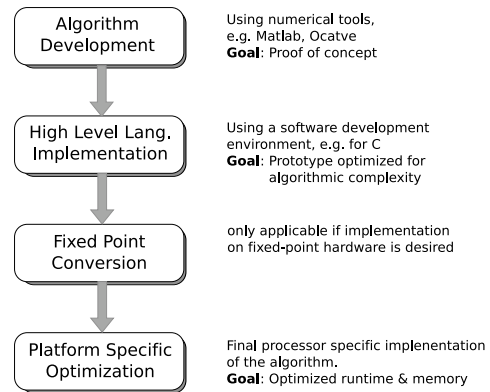 Algorithm
Development
Using numerical tools,
e.g. Matlab, Ocatve
Goal: Proof of concept
High Level Lang.
Implementation
Using a software development
environment, e.g. for C
Goal: Prototype optimized for
algorithmic complexity
Fixed Point
Conversion
only applicable if implementation
on fixed-point hardware is desired
Platform Specific
Optimization
Final processor specific implenentation
of the algorithm.
Goal: Optimized runtime & memory